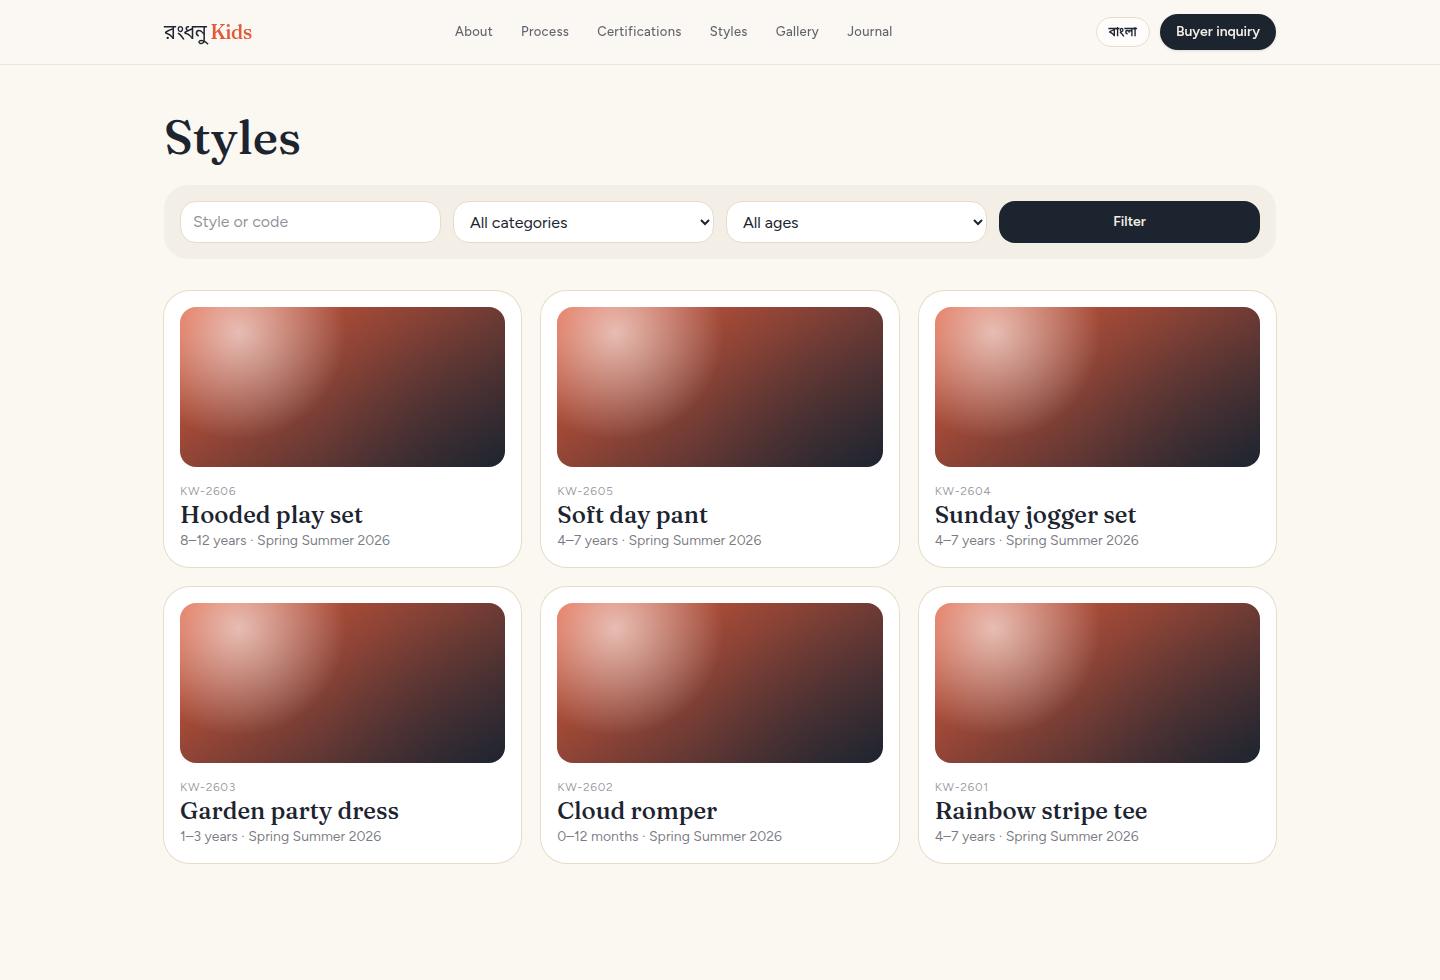 রংধনু Kids
About Process Certifications Styles Gallery Journal
বাংলা
Buyer inquiry
Styles
Style or code
All categories
All ages
Filter
KW-2606
Hooded play set
8–12 years · Spring Summer 2026
KW-2605
Soft day pant
4–7 years · Spring Summer 2026
KW-2604
Sunday jogger set
4–7 years · Spring Summer 2026
KW-2603
Garden party dress
1–3 years · Spring Summer 2026
KW-2602
Cloud romper
0–12 months · Spring Summer 2026
KW-2601
Rainbow stripe tee
4–7 years · Spring Summer 2026